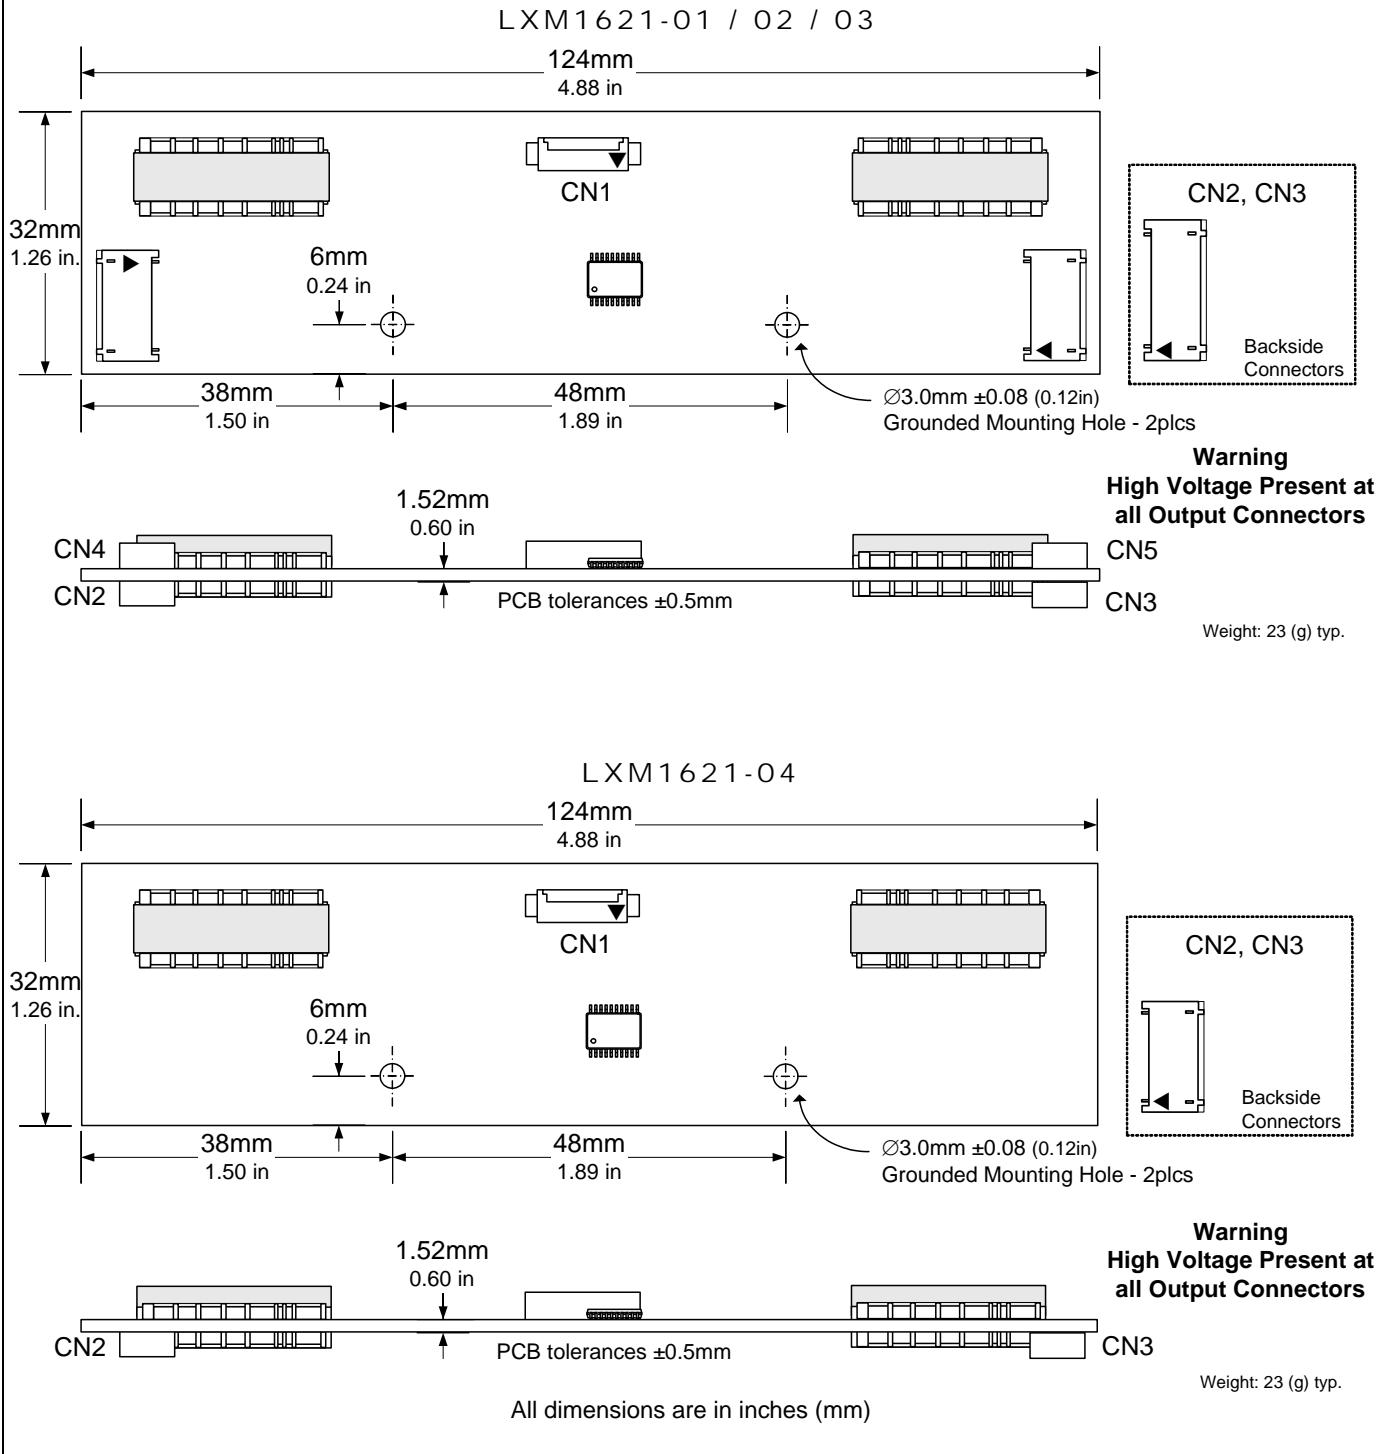 LXM1621-01 / 02 / 03
124mm
4.88 in
CN1
CN2, CN3
32mm
1.26 in.
6mm
0.24 in
Backside
Connectors
38mm
1.50 in
48mm
1.89 in
∅3.0mm ±0.08 (0.12in)
Grounded Mounting Hole - 2plcs
Warning
High Voltage Present at
all Output Connectors
1.52mm
0.60 in
CN4
CN5
CN2
CN3
PCB tolerances ±0.5mm
Weight: 23 (g) typ.
LXM1621-04
124mm
4.88 in
CN1
CN2, CN3
32mm
1.26 in.
6mm
0.24 in
Backside
Connectors
38mm
1.50 in
48mm
1.89 in
∅3.0mm ±0.08 (0.12in)
Grounded Mounting Hole - 2plcs
Warning
High Voltage Present at
all Output Connectors
1.52mm
0.60 in
CN2
CN3
PCB tolerances ±0.5mm
Weight: 23 (g) typ.
All dimensions are in inches (mm)